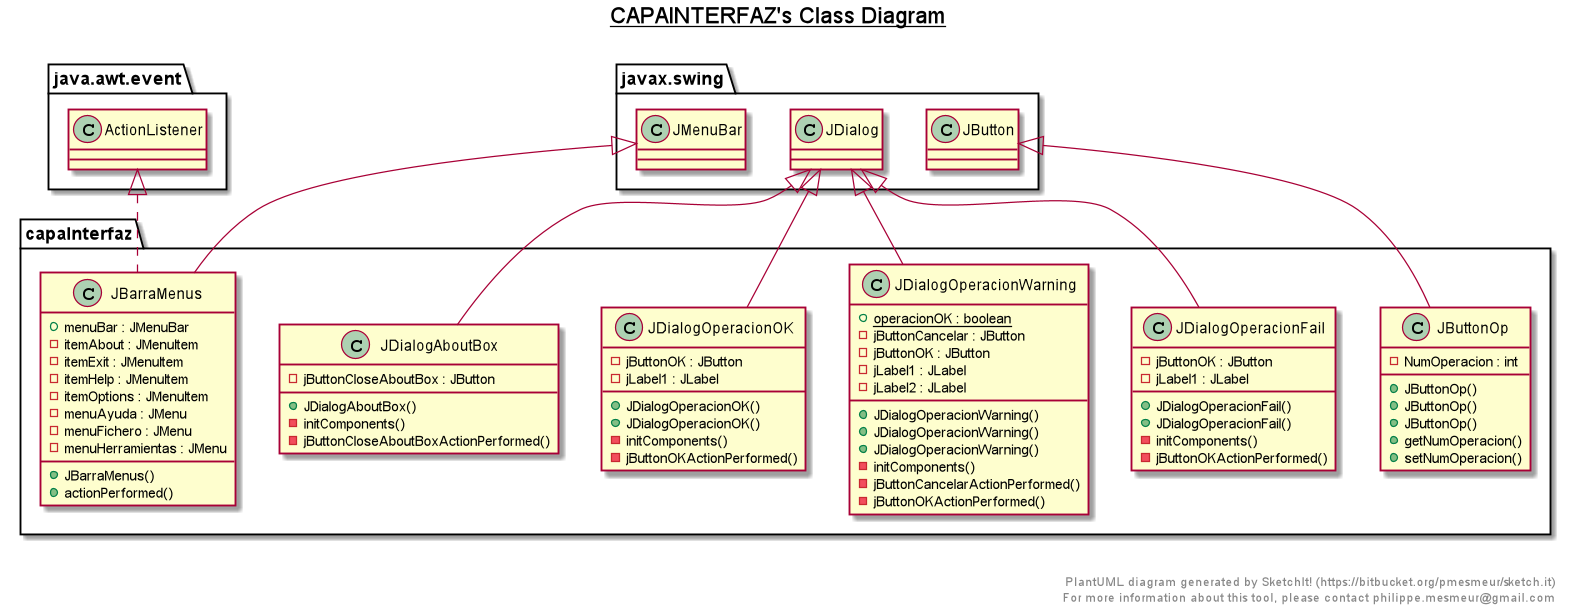 CAPAINTERFAZ's Class Diagram
java.awt.event
C ActionListener
javax.swing
C JMenuBar
C JDialog
C JButton
capaInterfaz
C JBarraMenus
menuBar : JMenuBar
itemAbout : JMenuItem
itemExit : JMenuItem
itemHelp : JMenuItem
itemOptions : JMenuItem
menuAyuda : JMenu
menuFichero : JMenu
menuHerramientas : JMenu
JBarraMenus()
actionPerformed()
C JDialogAboutBox
jButtonCloseAboutBox : JButton
JDialogAboutBox()
initComponents()
jButtonCloseAboutBoxActionPerformed()
C JDialogOperacionOK
jButtonOK : JButton
jLabel1 : JLabel
JDialogOperacionOK()
JDialogOperacionOK()
initComponents()
jButtonOKActionPerformed()
C JDialogOperacionWarning
operacionOK : boolean
jButtonCancelar : JButton
jButtonOK : JButton
jLabel1 : JLabel
jLabel2 : JLabel
JDialogOperacionWarning()
JDialogOperacionWarning()
JDialogOperacionWarning()
initComponents()
jButtonCancelarActionPerformed()
jButtonOKActionPerformed()
C JDialogOperacionFail
jButtonOK : JButton
jLabel1 : JLabel
JDialogOperacionFail()
JDialogOperacionFail()
initComponents()
jButtonOKActionPerformed()
C JButtonOp
NumOperacion : int
JButtonOp()
JButtonOp()
JButtonOp()
getNumOperacion()
setNumOperacion()
PlantUML diagram generated by SketchIt! (https://bitbucket.org/pmesmeur/sketch.it)
For more information about this tool, please contact philippe.mesmeur@gmail.com